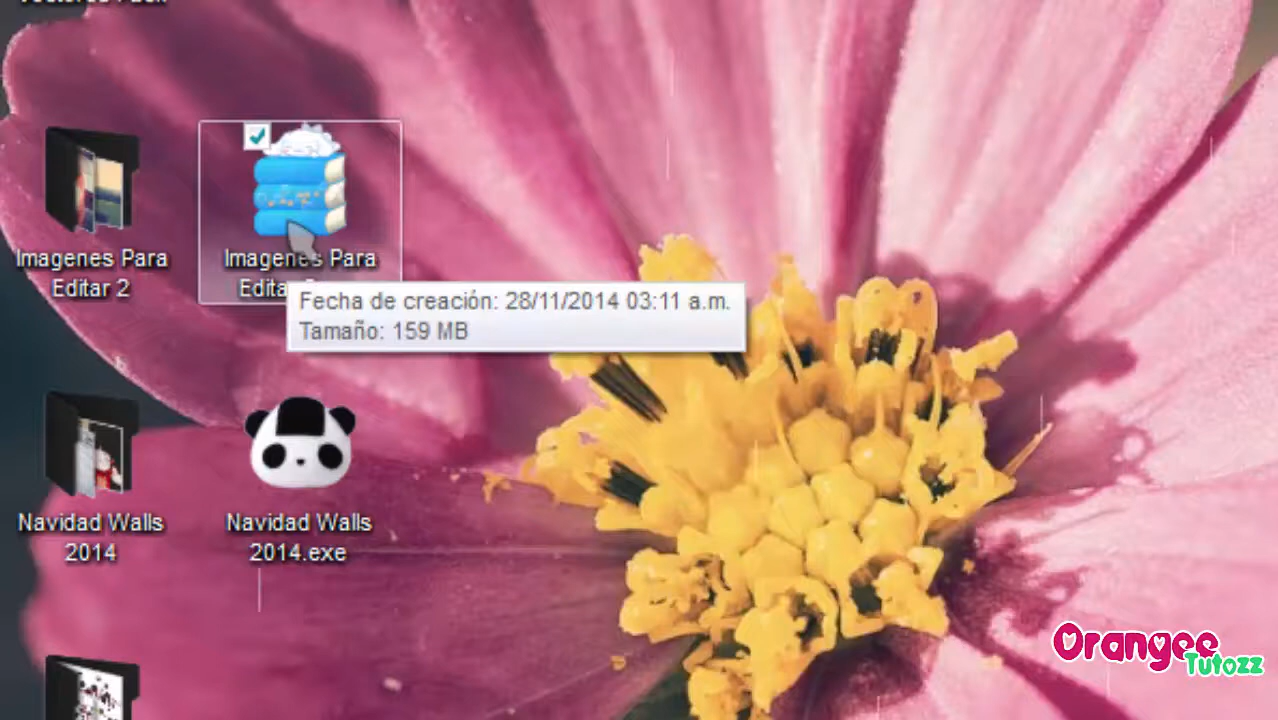 Imagenes Para
Editar 2
Imagenes Para
Fecha de creación: 28/11/2014 03:11 a.m.
Tamaño: 159 MB
Navidad Walls
2014
Navidad Walls
2014.exe
Orangee
Tutozz